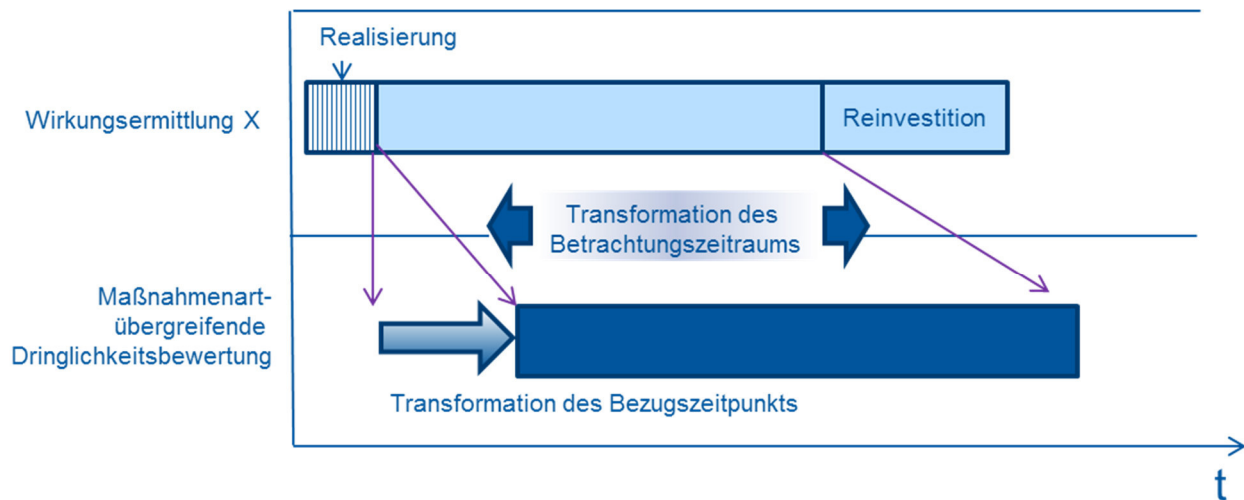 Realisierung
Wirkungsermittlung X
Reinvestition
Transformation des
Betrachtungszeitraums
Maßnahmenart-
übergreifende
Dringlichkeitsbewertung
Transformation des Bezugszeitpunkts
t